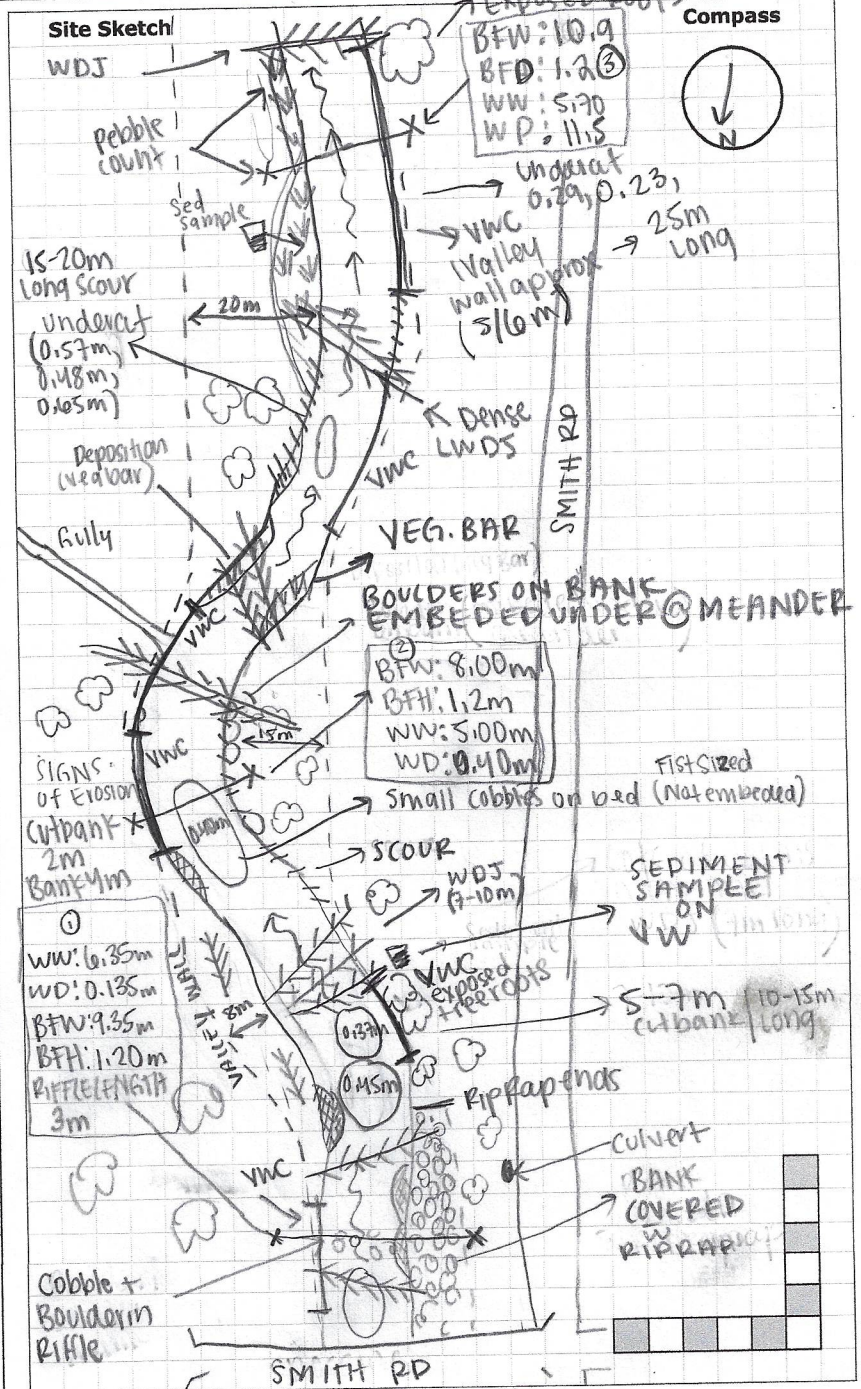 Site Sketch
Compass
N
WDJ
BFW: 10.9
BFD: 1.2 ③
WW: 5.70
WP: 11.5
Pebble
count
Undercut
0.29, 0.23,
Sed
Sample
VWC
(Valley
wall approx
(5/6m)
25m
Long
15-20m
Long Scour
Undercut
(0.57m,
0.48m,
0.65m)
20m
Dense
LWDS
VWC
SMITH RD
Deposition
(veg bar)
Gully
VEG. BAR
BOULDERS ON BANK
EMBEDED UNDER @ MEANDER
VWC
②
BFW: 8.00m
BFH: 1.2m
WW: 5.00m
WD: 0.40m
15m
VWC
SIGNS
of Erosion
Cutbank
2m
Bank 4m
Fist Sized
Small cobbles on bed (Not embeded)
SCOUR
WDJ
(7-10m)
SEDIMENT
SAMPLE
ON
VW
①
WW: 6.35m
WD: 0.135m
BFW: 9.35m
BFH: 1.20m
RIFFLE LENGTH
3m
VALLEY WALL
8m
VWC
exposed
tree roots
0.37m
5-7m
cutbank
10-15m
Long
0.45m
Rip Rap ends
Culvert
VWC
BANK
COVERED
W
RIPRAP
Cobble +
Boulder in
Riffle
SMITH RD